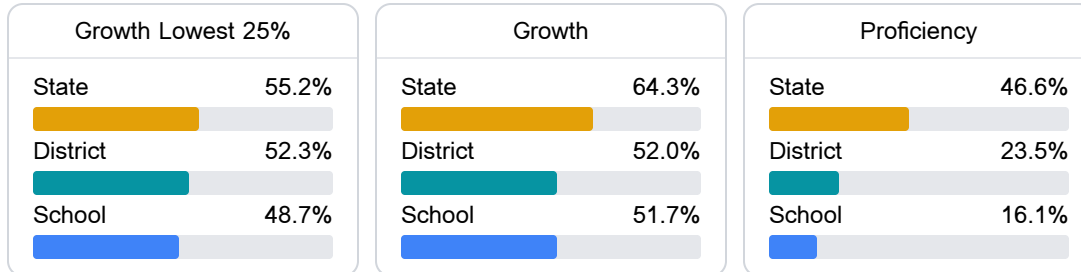 Growth Lowest 25%
State 55.2%
District 52.3%
School 48.7%
Growth
State 64.3%
District 52.0%
School 51.7%
Proficiency
State 46.6%
District 23.5%
School 16.1%